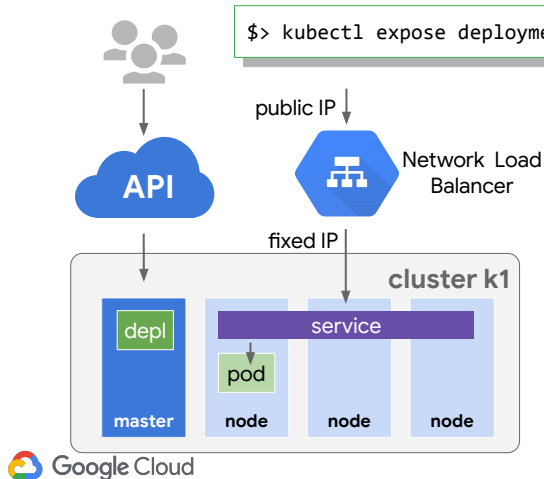 $> kubectl expose deployme
public IP
API
Network Load
Balancer
fixed IP
cluster k1
depl
service
pod
master
node
node
node
Google Cloud